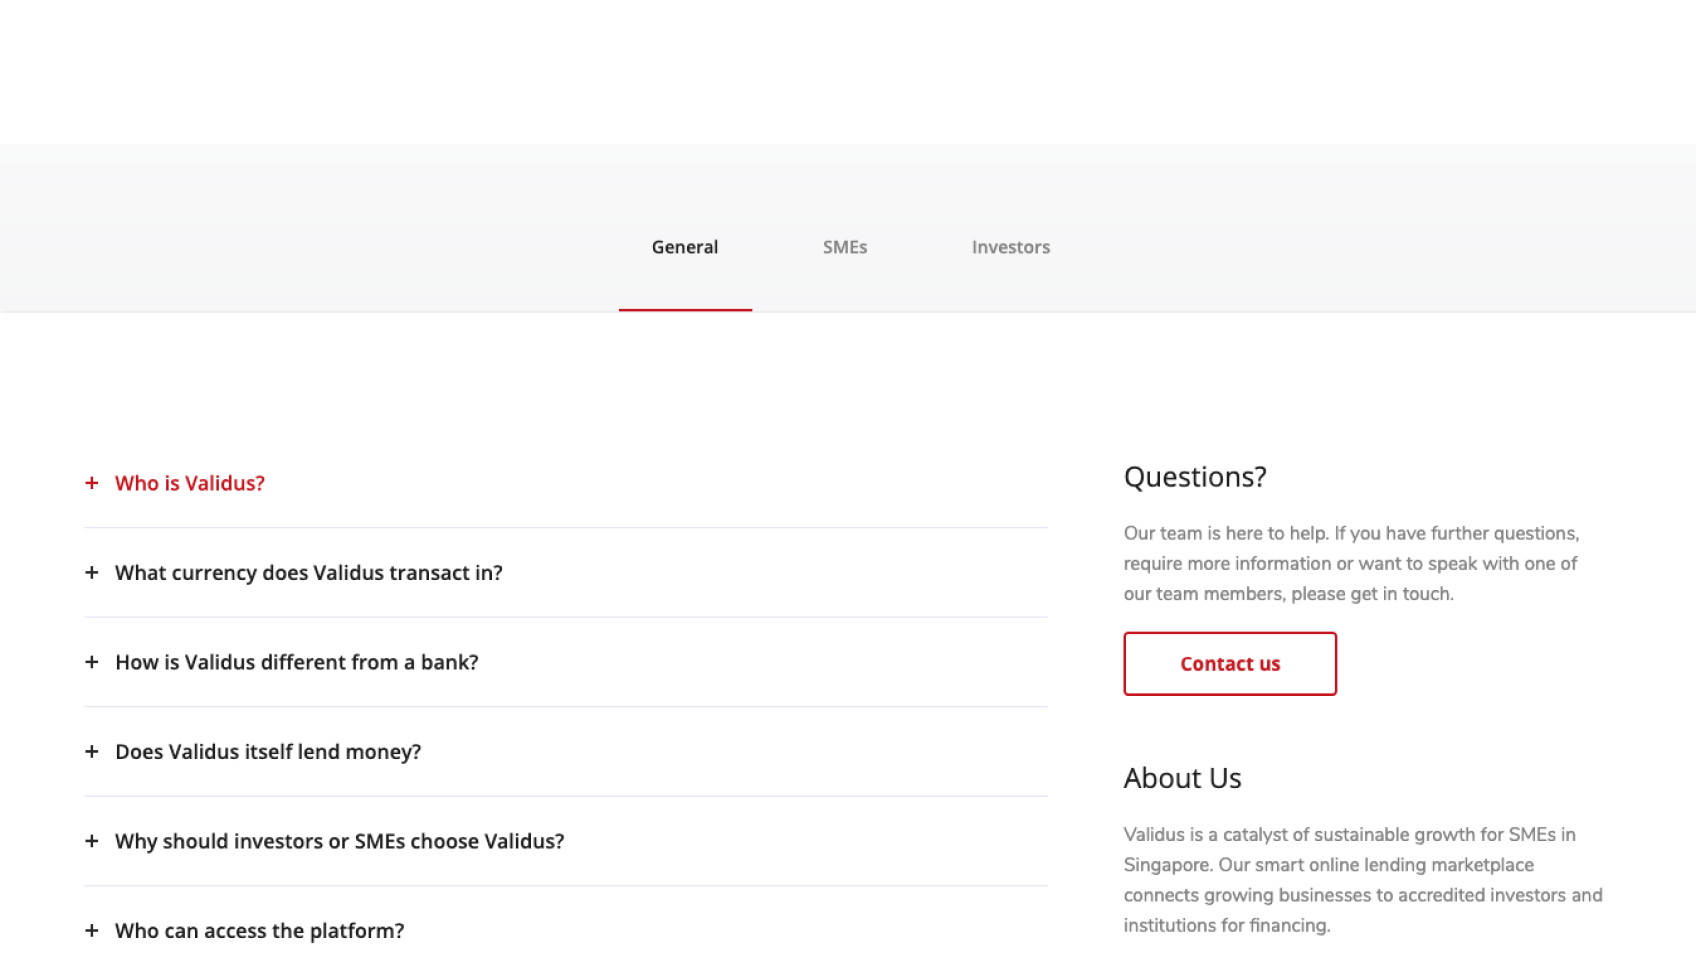 General
SMEs
Investors
+ Who is Validus?
+ What currency does Validus transact in?
+ How is Validus different from a bank?
+ Does Validus itself lend money?
+ Why should investors or SMEs choose Validus?
+ Who can access the platform?
Questions?
Our team is here to help. If you have further questions,
require more information or want to speak with one of
our team members, please get in touch.
Contact us
About Us
Validus is a catalyst of sustainable growth for SMEs in
Singapore. Our smart online lending marketplace
connects growing businesses to accredited investors and
institutions for financing.